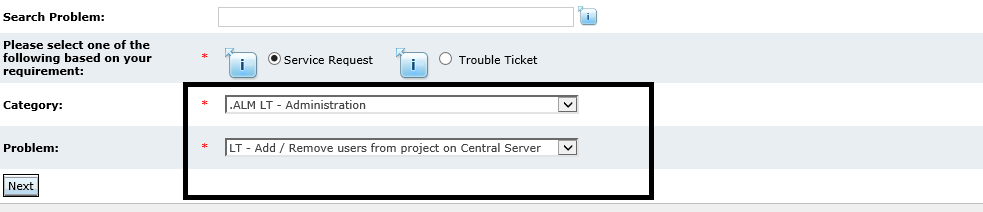 Search Problem:
i
Please select one of the
following based on your
requirement:
* i Service Request i Trouble Ticket
Category: * .ALM LT - Administration
Problem: * LT - Add / Remove users from project on Central Server
Next